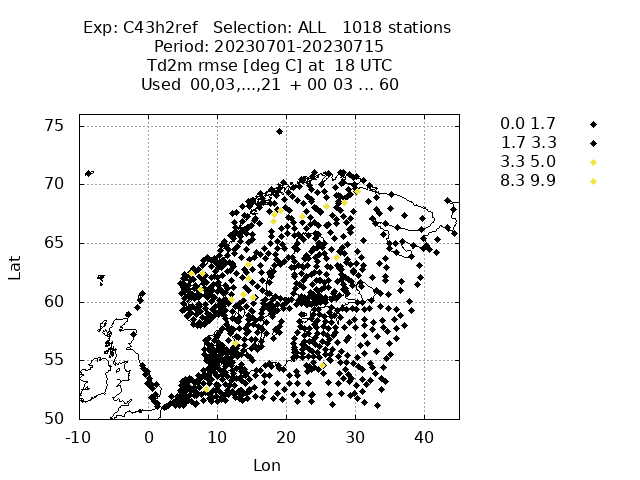 Exp: C43h2ref   Selection: ALL   1018 stations
Period: 20230701-20230715
Td2m rmse [deg C] at  18 UTC
Used  00,03,...,21  + 00 03 ... 60
75
70
65
60
55
50
-10 0 10 20 30 40
Lat
Lon
0.0 1.7
1.7 3.3
3.3 5.0
8.3 9.9